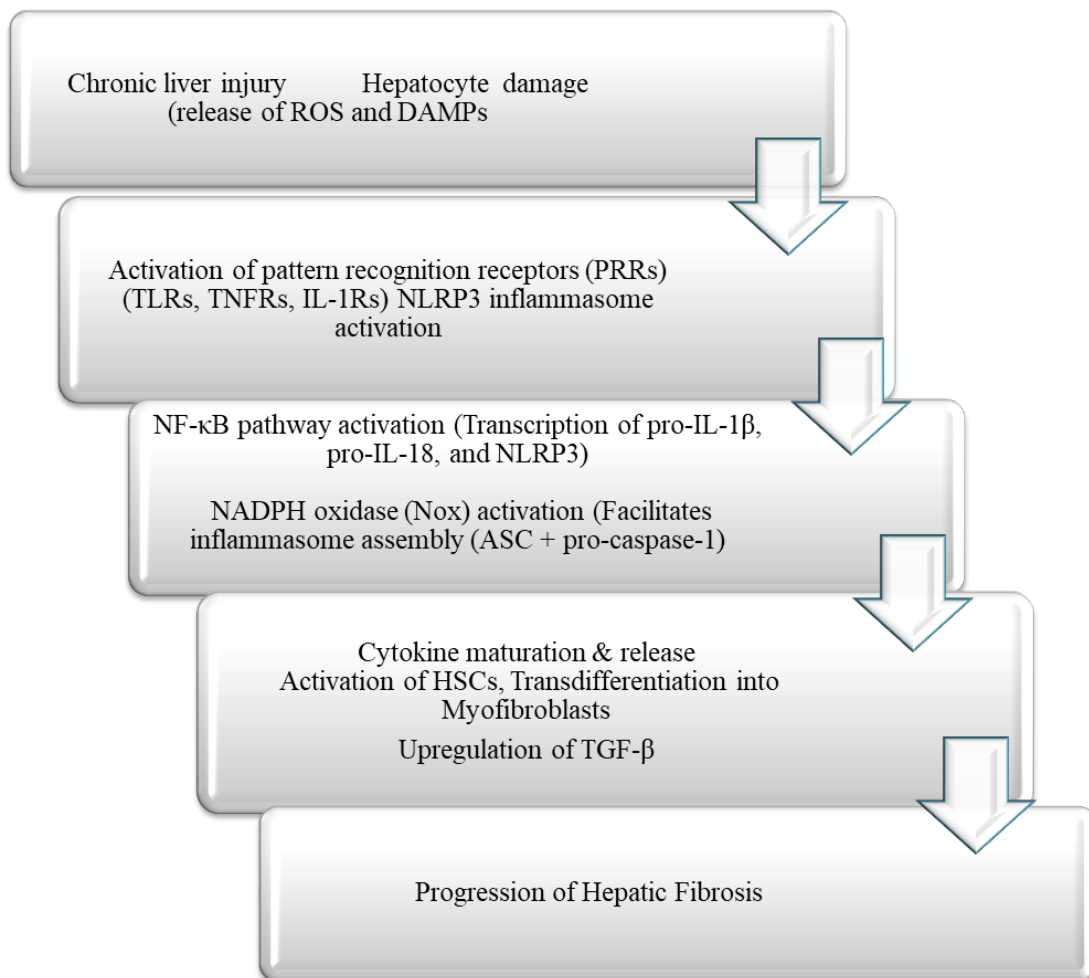 Chronic liver injury Hepatocyte damage
(release of ROS and DAMPs
Activation of pattern recognition receptors (PRRs)
(TLRs, TNFRs, IL-1Rs) NLRP3 inflammasome
activation
NF-κB pathway activation (Transcription of pro-IL-1β,
pro-IL-18, and NLRP3)
NADPH oxidase (Nox) activation (Facilitates
inflammasome assembly (ASC + pro-caspase-1)
Cytokine maturation & release
Activation of HSCs, Transdifferentiation into
Myofibroblasts
Upregulation of TGF-β
Progression of Hepatic Fibrosis